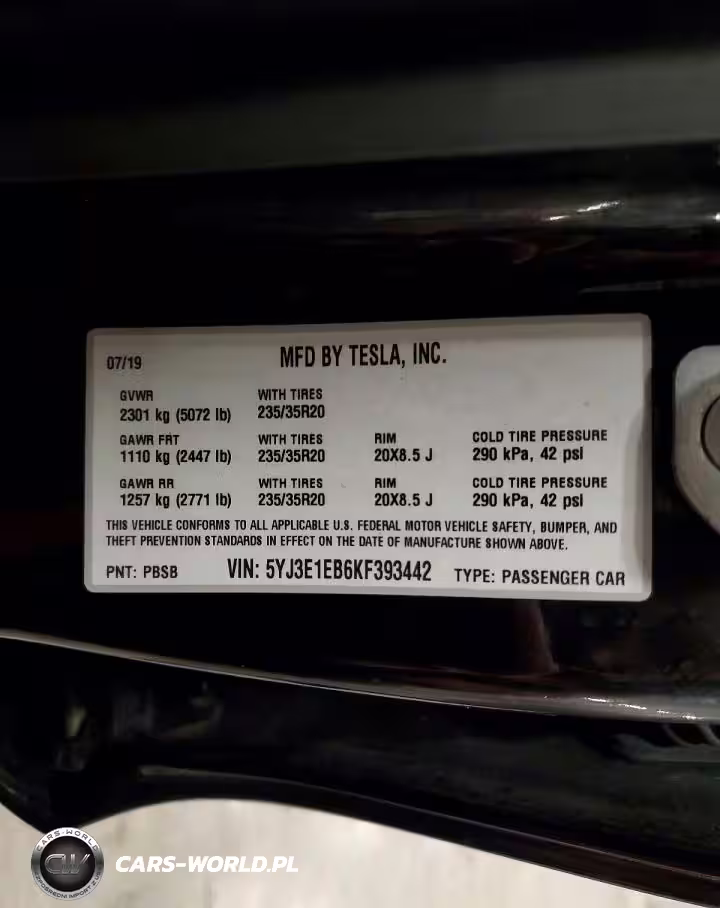 07/19
MFD BY TESLA, INC.
GVWR WITH TIRES
2301 kg (5072 lb) 235/35R20
GAWR FRT WITH TIRES RIM COLD TIRE PRESSURE
1110 kg (2447 lb) 235/35R20 20X8.5 J 290 kPa, 42 psi
GAWR RR WITH TIRES RIM COLD TIRE PRESSURE
1257 kg (2771 lb) 235/35R20 20X8.5 J 290 kPa, 42 psi
THIS VEHICLE CONFORMS TO ALL APPLICABLE U.S. FEDERAL MOTOR VEHICLE SAFETY, BUMPER, AND
THEFT PREVENTION STANDARDS IN EFFECT ON THE DATE OF MANUFACTURE SHOWN ABOVE.
PNT: PBSB VIN: 5YJ3E1EB6KF393442 TYPE: PASSENGER CAR
CARS-WORLD
CW
CARS-WORLD.PL